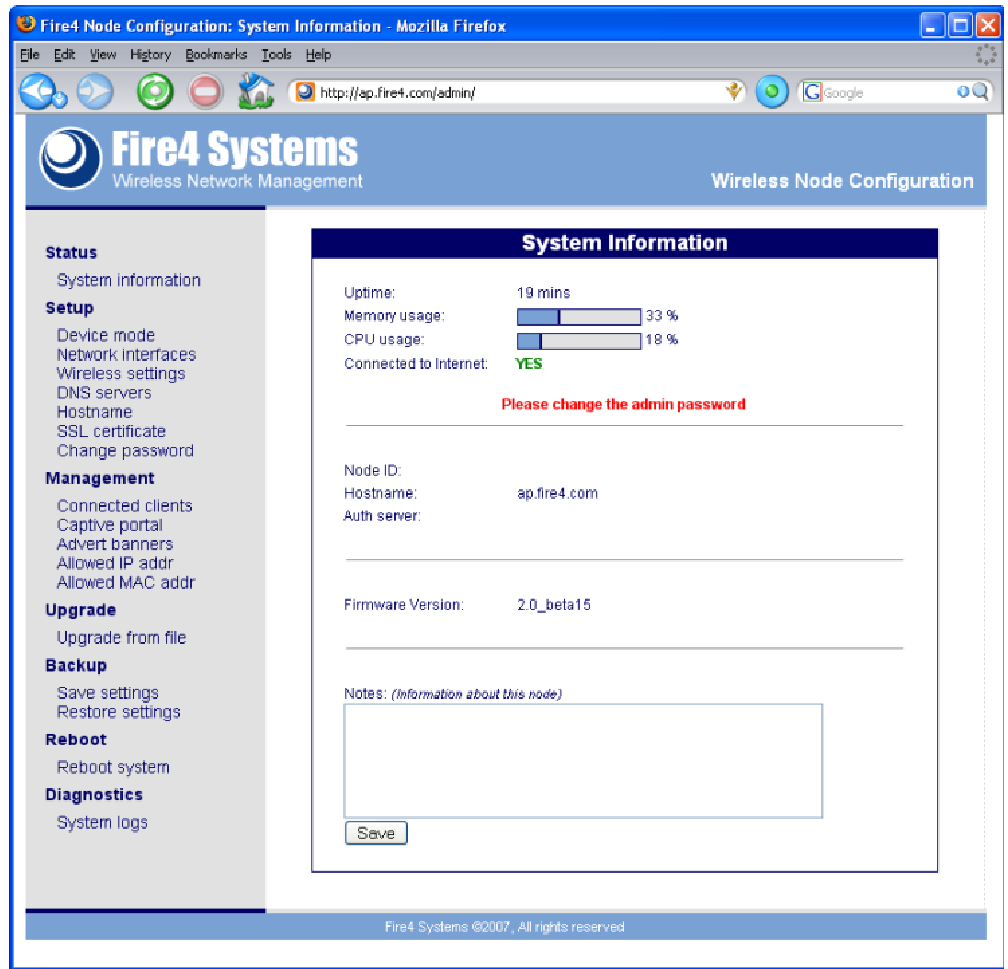 Fire4 Node Configuration: System Information - Mozilla Firefox
File Edit View History Bookmarks Tools Help
http://ap.fire4.com/admin/
G Google
Fire4 Systems
Wireless Network Management
Wireless Node Configuration
Status
System information
Setup
Device mode
Network interfaces
Wireless settings
DNS servers
Hostname
SSL certificate
Change password
Management
Connected clients
Captive portal
Advert banners
Allowed IP addr
Allowed MAC addr
Upgrade
Upgrade from file
Backup
Save settings
Restore settings
Reboot
Reboot system
Diagnostics
System logs
System Information
Uptime: 19 mins
Memory usage: 33 %
CPU usage: 18 %
Connected to Internet: YES
Please change the admin password
Node ID:
Hostname: ap.fire4.com
Auth server:
Firmware Version: 2.0_beta15
Notes: (Information about this node)
Save
Fire4 Systems ©2007, All rights reserved